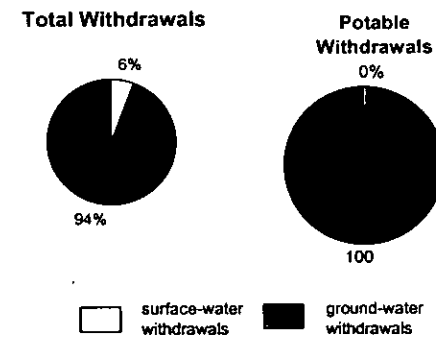 Total Withdrawals
6%
94%
Potable
Withdrawals
0%
100
surface-water
withdrawals
ground-water
withdrawals